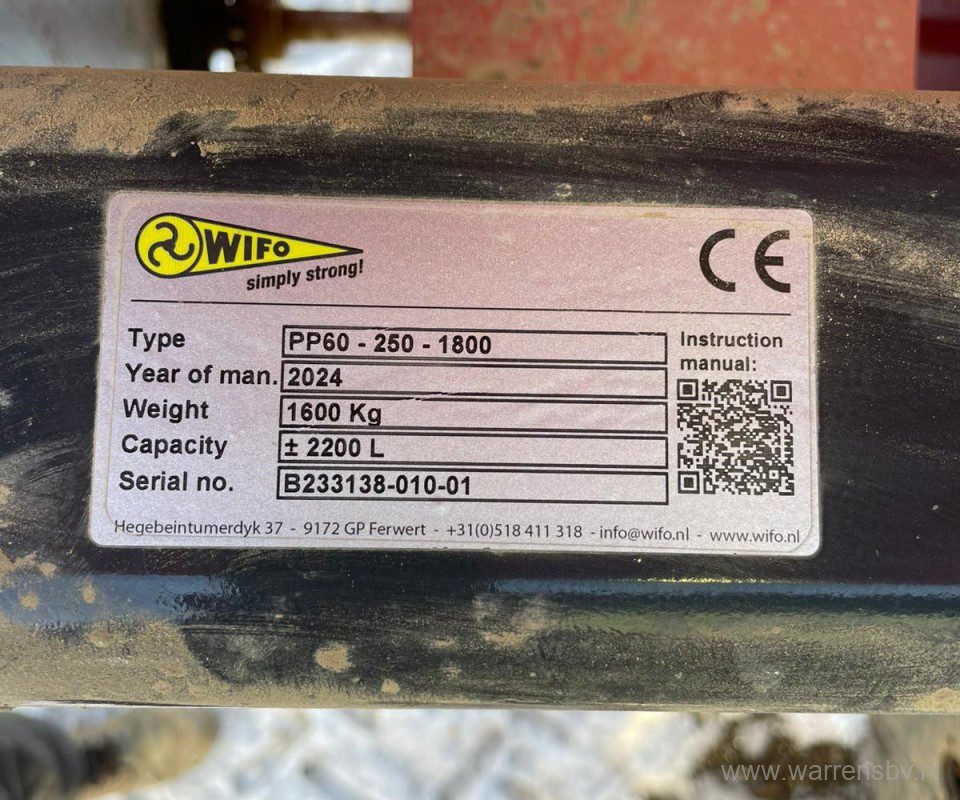 WIFO
simply strong!
CE
Type PP60 - 250 - 1800
Year of man. 2024
Weight 1600 Kg
Capacity ± 2200 L
Serial no. B233138-010-01
Instruction
manual:
Hegebeintumerdyk 37 - 9172 GP Ferwert - +31(0)518 411 318 - info@wifo.nl - www.wifo.nl